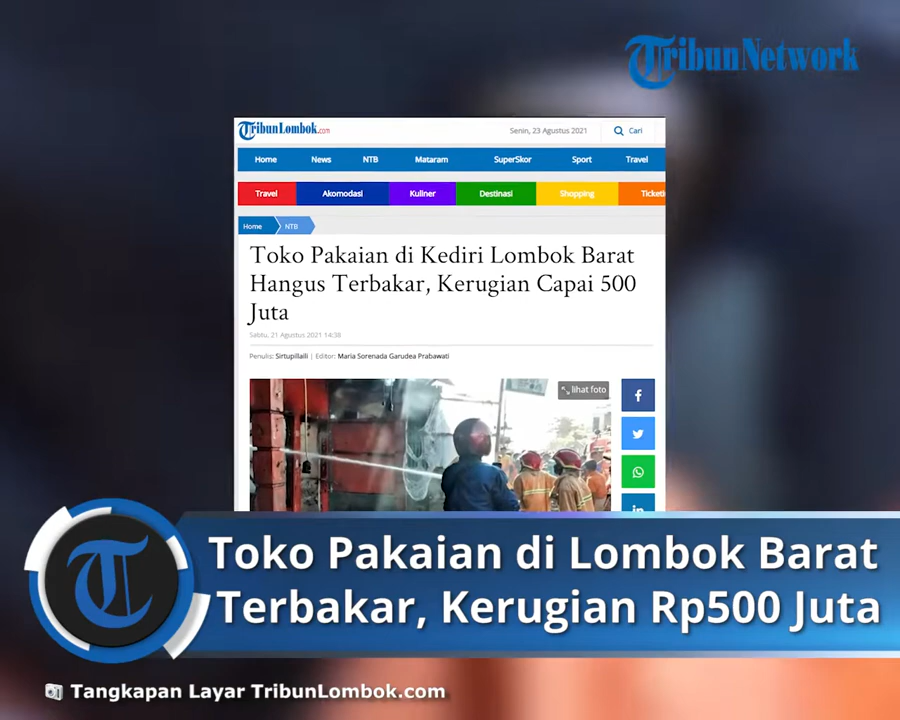 TribunNetwork
TribunLombok.com
Senin, 23 Agustus 2021
Cari
Home News NTB Mataram SuperSkor Sport Travel
Travel Akomodasi Kuliner Destinasi Shopping Ticketi
Home NTB
Toko Pakaian di Kediri Lombok Barat
Hangus Terbakar, Kerugian Capai 500
Juta
Sabtu, 21 Agustus 2021 14:38
Penulis: Sirtupillaili | Editor: Maria Sorenada Garudea Prabawati
lihat foto
Toko Pakaian di Lombok Barat
Terbakar, Kerugian Rp500 Juta
Tangkapan Layar TribunLombok.com